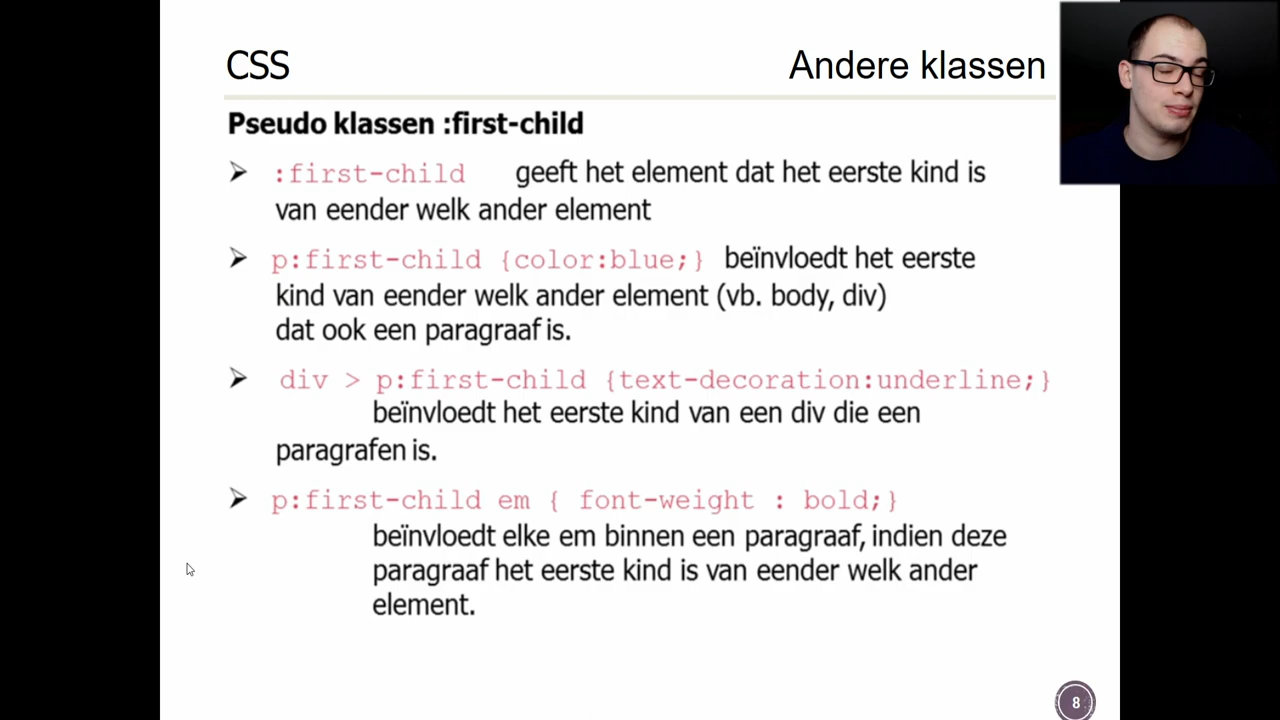 CSS
Andere klassen
Pseudo klassen :first-child
:first-child geeft het element dat het eerste kind is
van eender welk ander element
p:first-child {color:blue;} beïnvloedt het eerste
kind van eender welk ander element (vb. body, div)
dat ook een paragraaf is.
div > p:first-child {text-decoration:underline;}
beïnvloedt het eerste kind van een div die een
paragrafen is.
p:first-child em { font-weight : bold;}
beïnvloedt elke em binnen een paragraaf, indien deze
paragraaf het eerste kind is van eender welk ander
element.
8